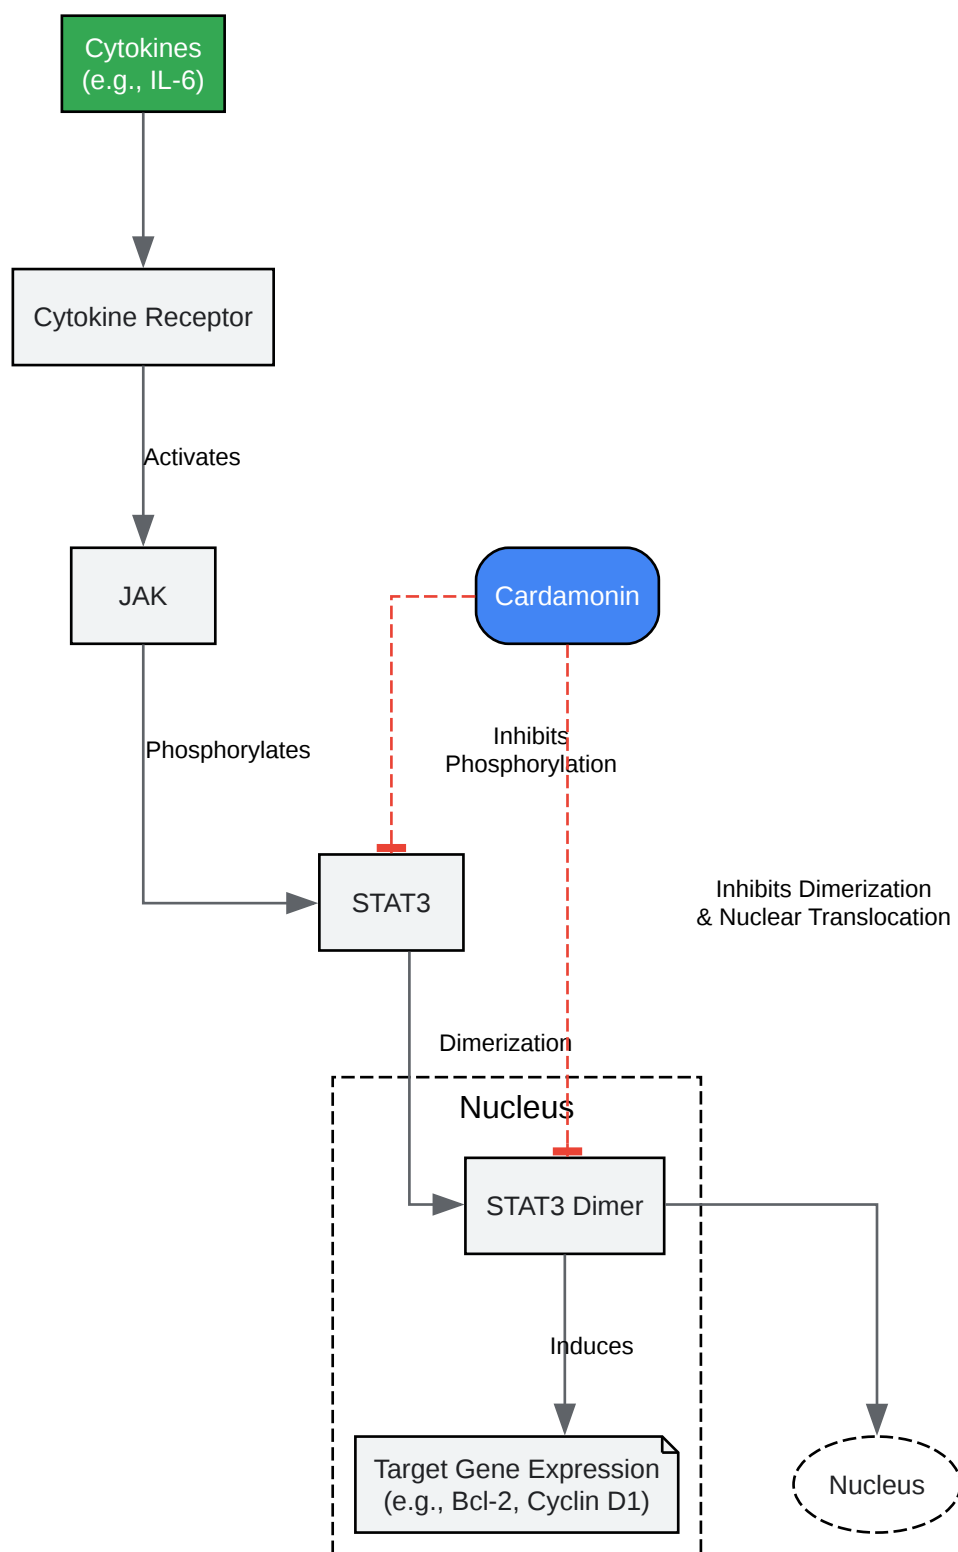 Cytokines
(e.g., IL-6)
Cytokine Receptor
Activates
JAK
Cardamonin
Phosphorylates
Inhibits
Phosphorylation
STAT3
Inhibits Dimerization
& Nuclear Translocation
Dimerization
Nucleus
STAT3 Dimer
Induces
Target Gene Expression
(e.g., Bcl-2, Cyclin D1)
Nucleus